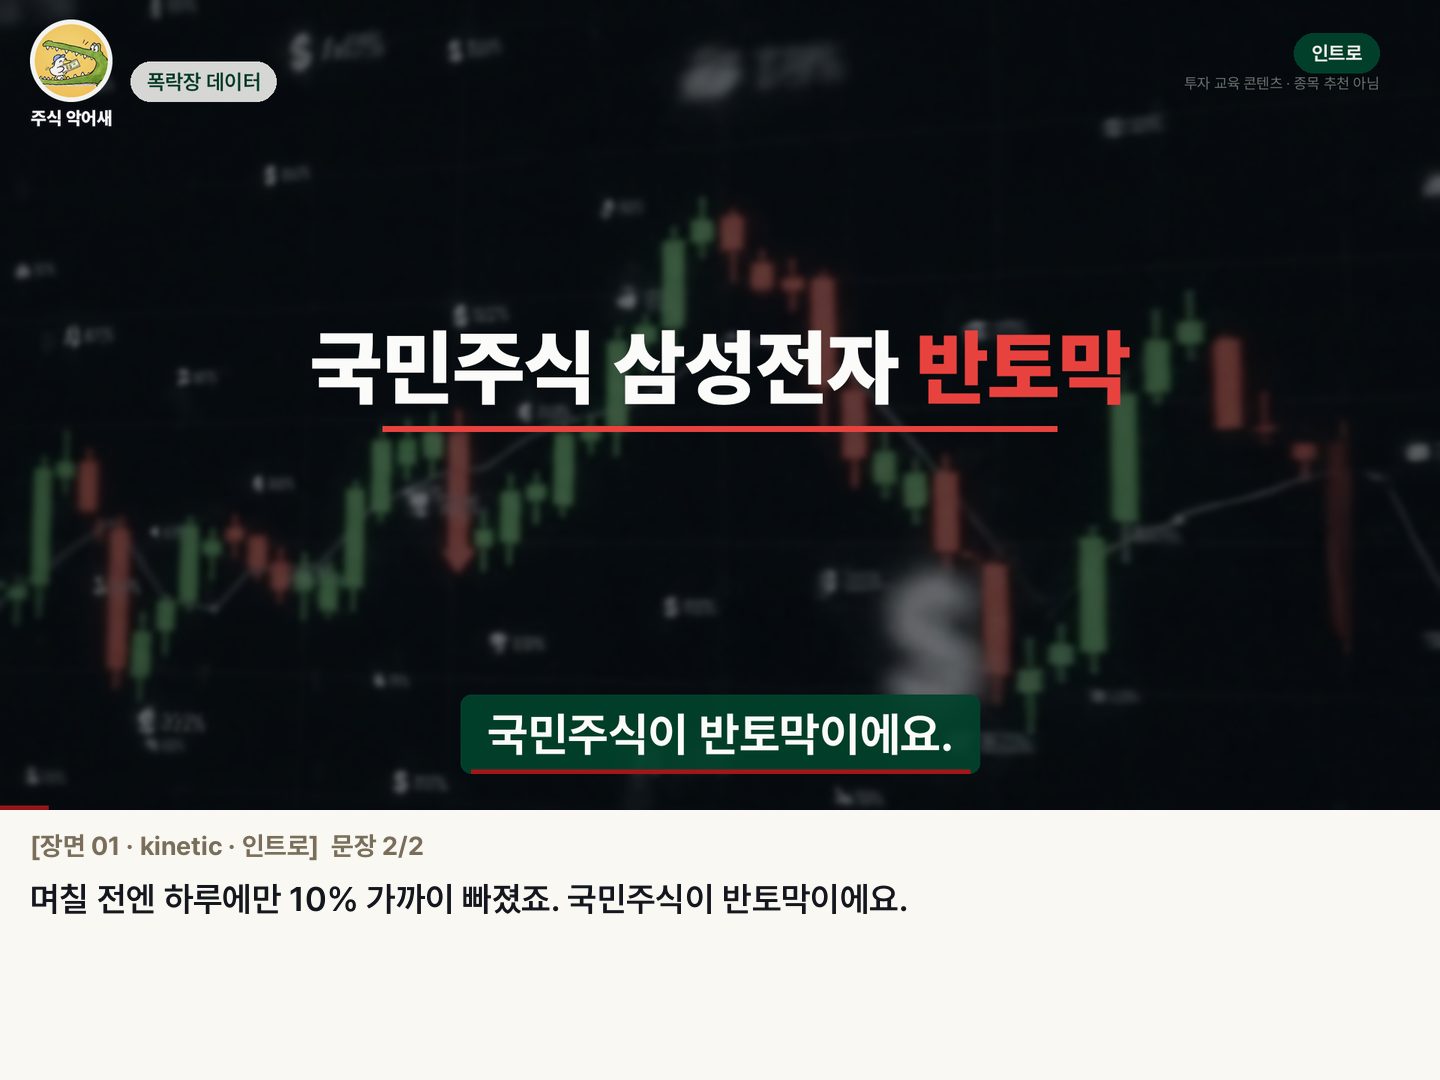 주식 악어새
폭락장 데이터
인트로
투자 교육 콘텐츠 · 종목 추천 아님
국민주식 삼성전자 반토막
국민주식이 반토막이에요.
[장면 01 · kinetic · 인트로] 문장 2/2
며칠 전엔 하루에만 10% 가까이 빠졌죠. 국민주식이 반토막이에요.